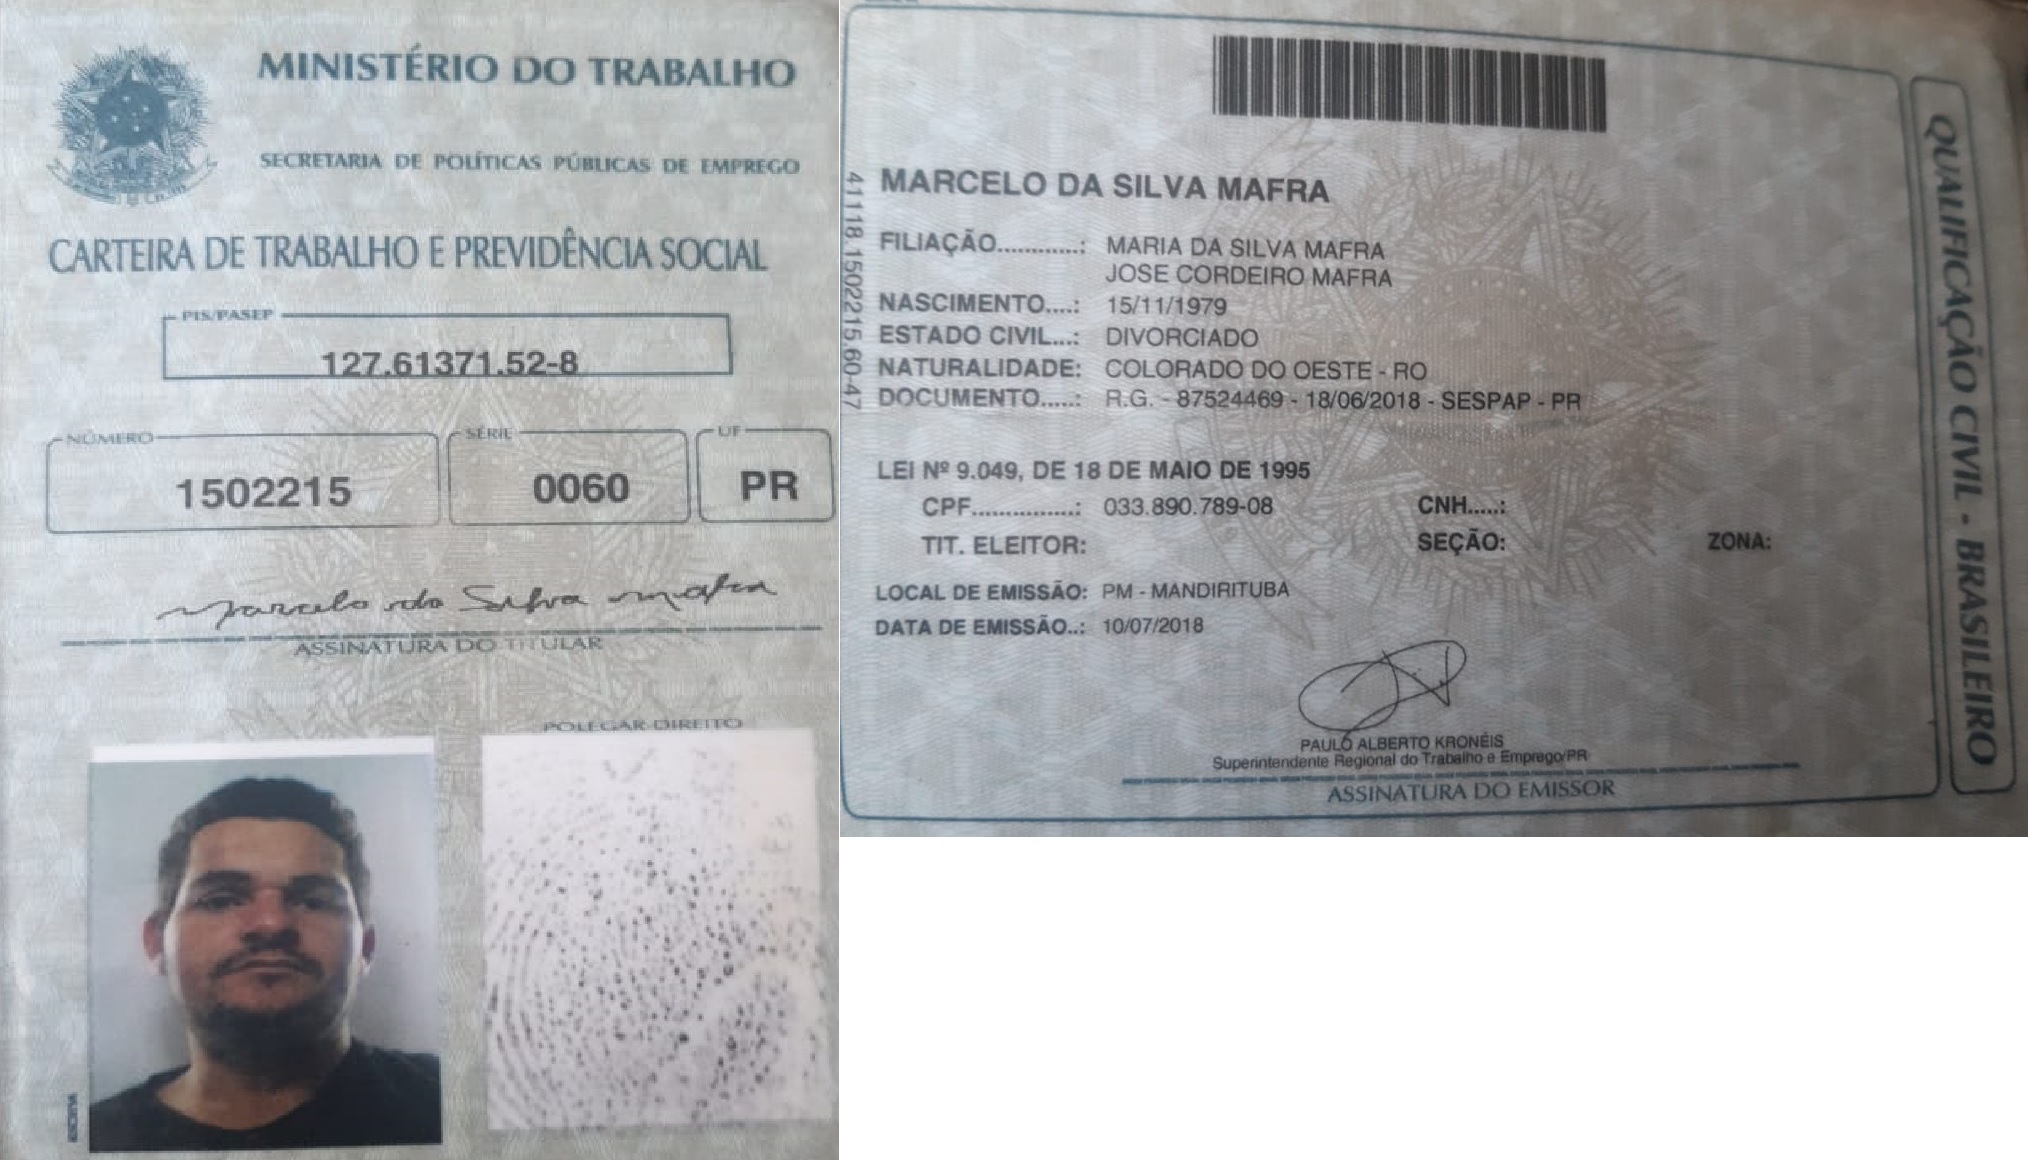 MINISTÉRIO DO TRABALHO
SECRETARIA DE POLÍTICAS PÚBLICAS DE EMPREGO
CARTEIRA DE TRABALHO E PREVIDÊNCIA SOCIAL
PIS/PASEP
127.61371.52-8
NÚMERO SÉRIE UF
1502215 0060 PR
Marcelo da Silva Mafra
ASSINATURA DO TITULAR
POLEGAR DIREITO
41118.1502215.60-47
MARCELO DA SILVA MAFRA
FILIAÇÃO............: MARIA DA SILVA MAFRA
JOSE CORDEIRO MAFRA
NASCIMENTO....: 15/11/1979
ESTADO CIVIL...: DIVORCIADO
NATURALIDADE: COLORADO DO OESTE - RO
DOCUMENTO.....: R.G. - 87524469 - 18/06/2018 - SESPAP - PR
LEI Nº 9.049, DE 18 DE MAIO DE 1995
CPF...............: 033.890.789-08 CNH.....:
TIT. ELEITOR: SEÇÃO: ZONA:
LOCAL DE EMISSÃO: PM - MANDIRITUBA
DATA DE EMISSÃO..: 10/07/2018
PAULO ALBERTO KRONÉIS
Superintendente Regional do Trabalho e Emprego/PR
ASSINATURA DO EMISSOR
QUALIFICAÇÃO CIVIL - BRASILEIRO